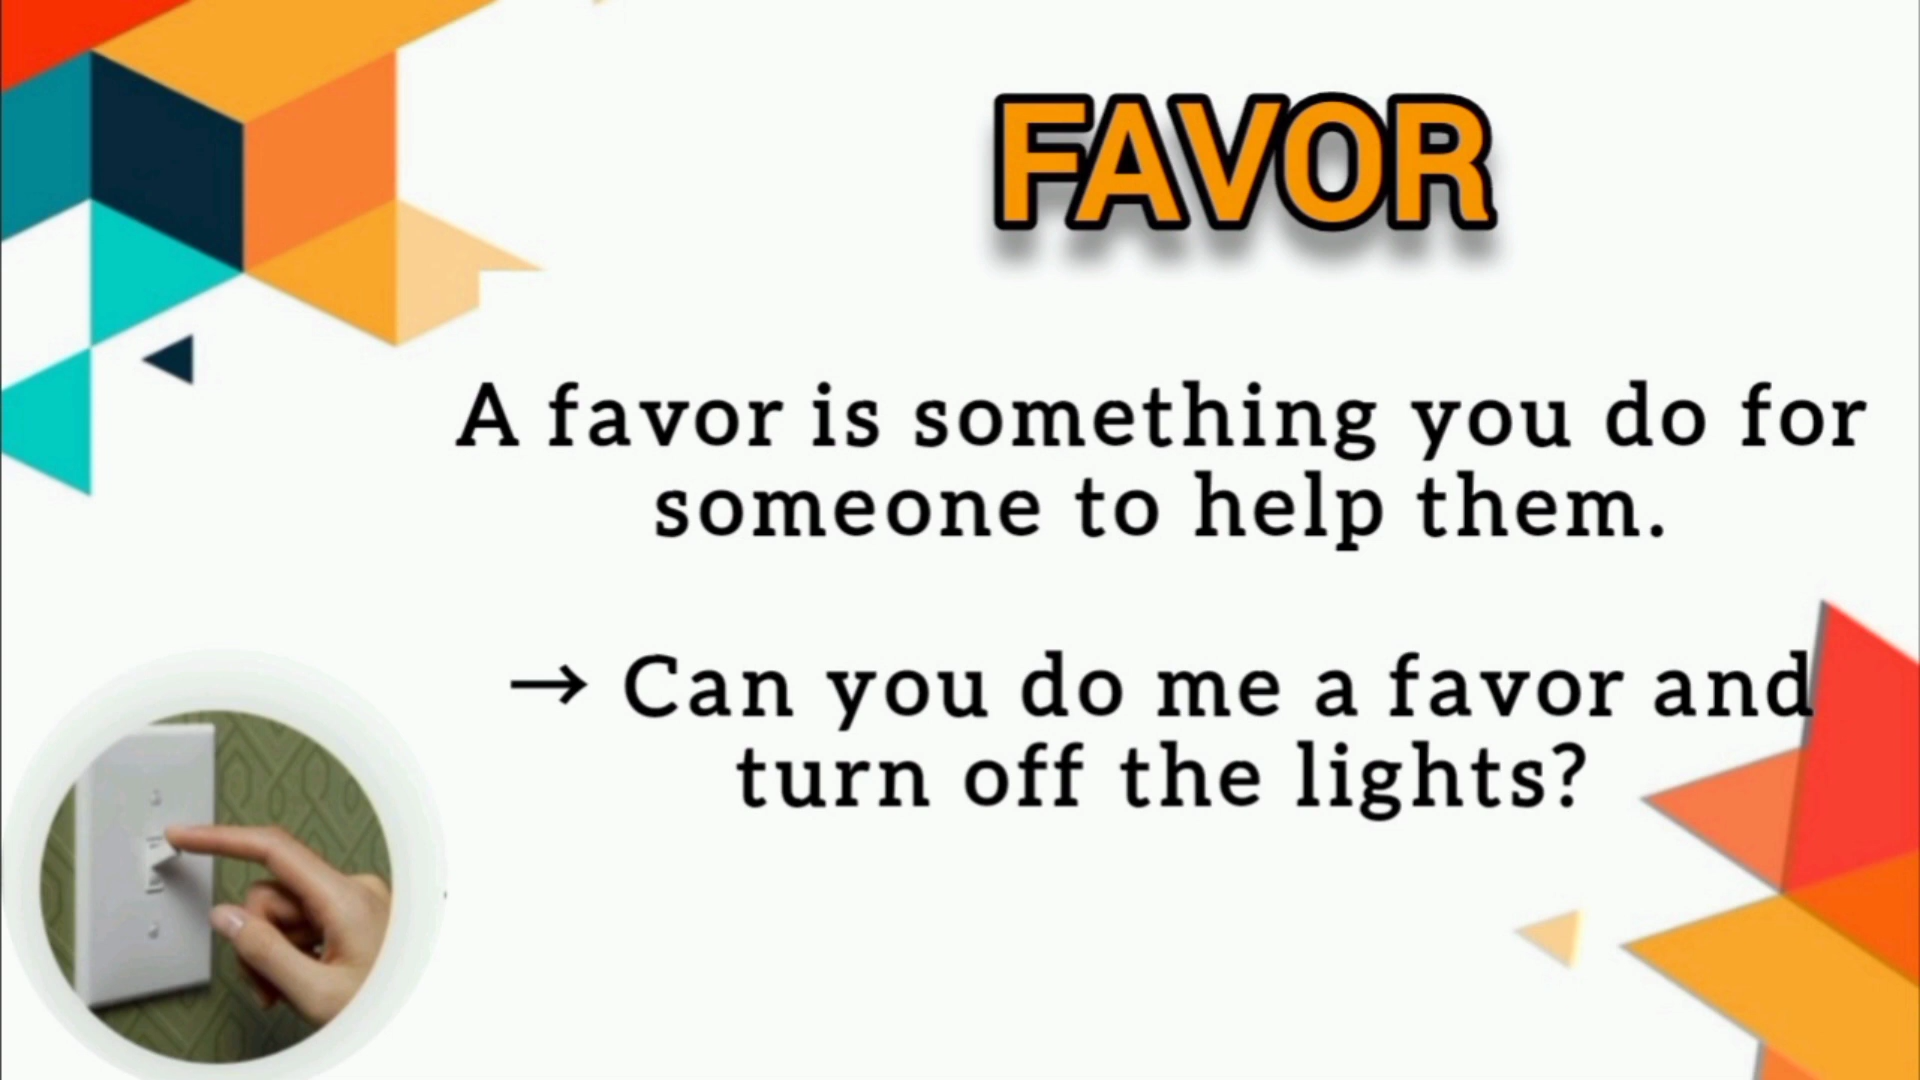 FAVOR
A favor is something you do for
someone to help them.
→ Can you do me a favor and
turn off the lights?